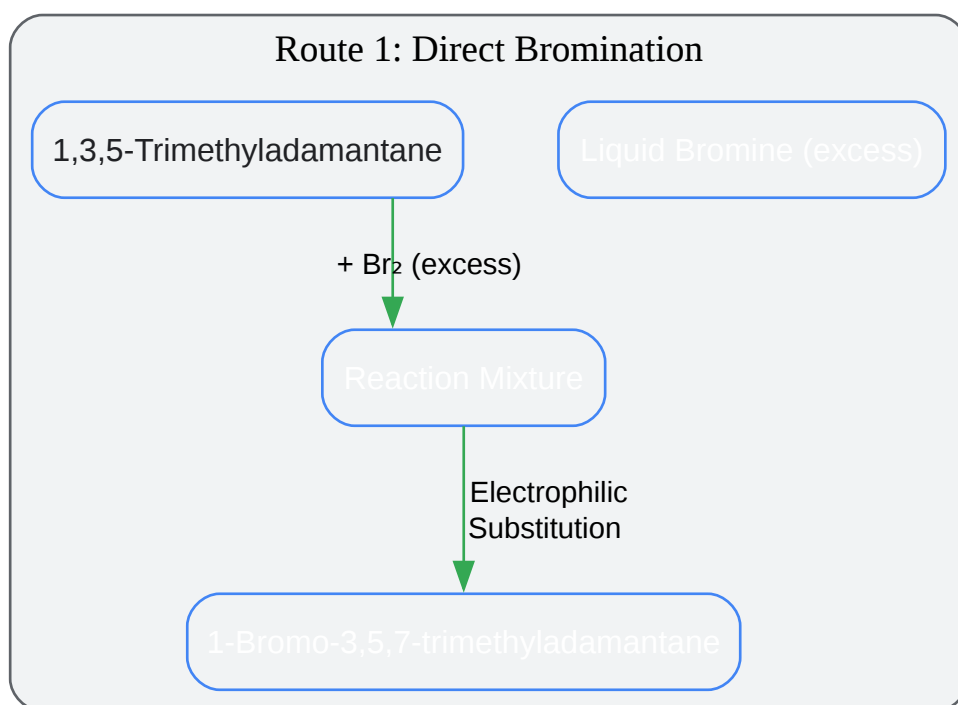 Route 1: Direct Bromination
1,3,5-Trimethyladamantane
Liquid Bromine (excess)
+ Br₂ (excess)
Reaction Mixture
Electrophilic
Substitution
1-Bromo-3,5,7-trimethyladamantane